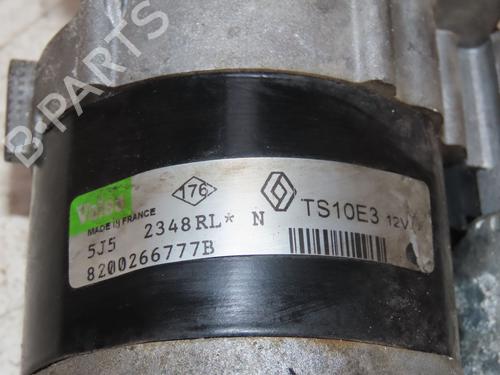 B-PARTS
Valeo
176
TS10E3 12V
MADE IN FRANCE
5J5 2348RL* N
8200266777B